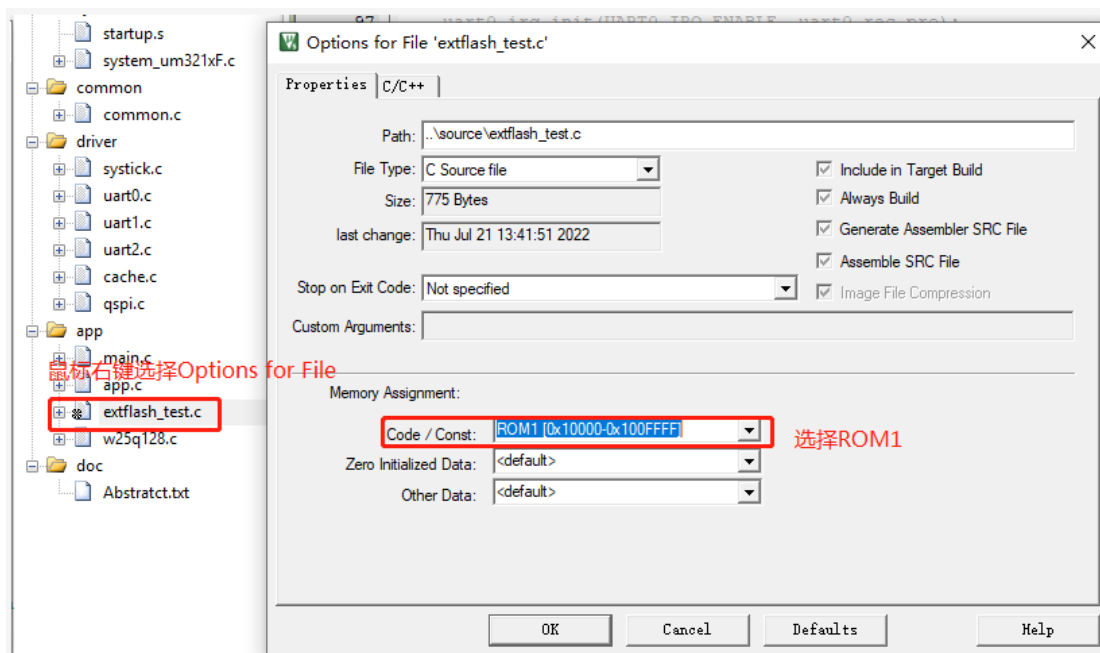 startup.s
system_um321xF.c
common
common.c
driver
systick.c
uart0.c
uart1.c
uart2.c
cache.c
qspi.c
app
main.c
鼠标右键选择Options for File
app.c
extflash_test.c
w25q128.c
doc
Abstratct.txt
97 uart0_irq_init(UART0_IRQ_ENABLE, uart0_rec_pro);
Options for File 'extflash_test.c'
Properties C/C++
Path: ..\source\extflash_test.c
File Type: C Source file
Size: 775 Bytes
last change: Thu Jul 21 13:41:51 2022
Stop on Exit Code: Not specified
Custom Arguments:
Include in Target Build
Always Build
Generate Assembler SRC File
Assemble SRC File
Image File Compression
Memory Assignment:
Code / Const: ROM1 [0x10000-0x100FFFF]
选择ROM1
Zero Initialized Data: <default>
Other Data: <default>
OK Cancel Defaults Help